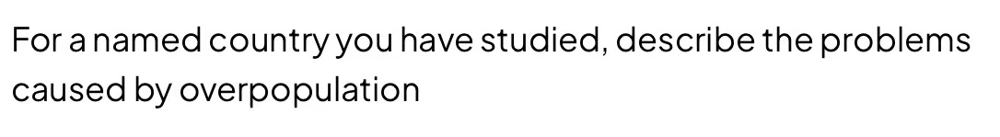 For a named country you have studied, describe the problems
caused by overpopulation